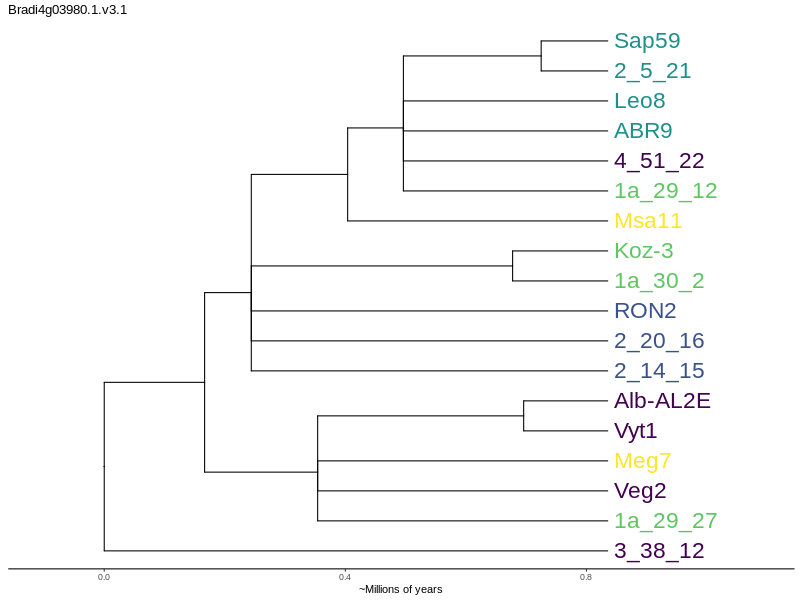 Bradi4g03980.1.v3.1
Sap59
2_5_21
Leo8
ABR9
4_51_22
1a_29_12
Msa11
Koz-3
1a_30_2
RON2
2_20_16
2_14_15
Alb-AL2E
Vyt1
Meg7
Veg2
1a_29_27
3_38_12
0.0 0.4 0.8
~Millions of years